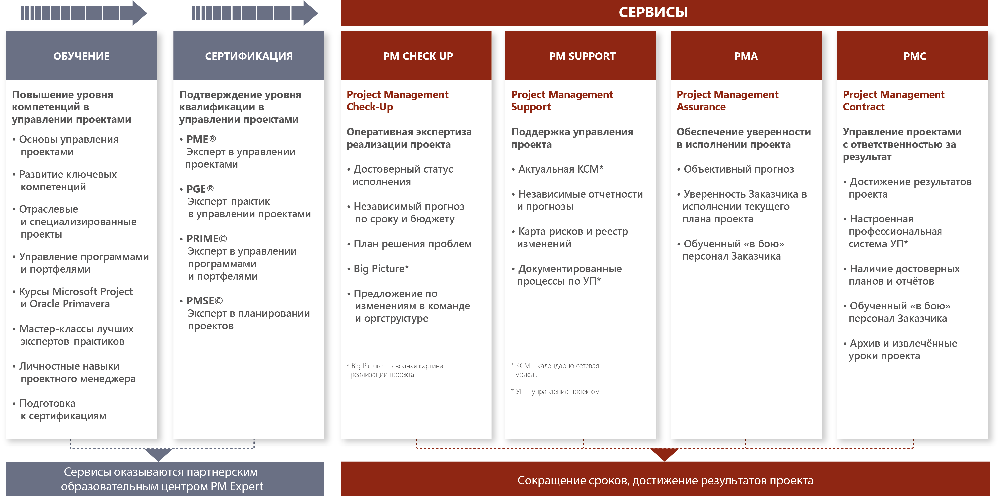 СЕРВИСЫ
ОБУЧЕНИЕ
Повышение уровня
компетенций в
управлении проектами
• Основы управления
проектами
• Развитие ключевых
компетенций
• Отраслевые
и специализированные
проекты
• Управление программами
и портфелями
• Курсы Microsoft Project
и Oracle Primavera
• Мастер-классы лучших
экспертов-практиков
• Личностные навыки
проектного менеджера
• Подготовка
к сертификациям
СЕРТИФИКАЦИЯ
Подтверждение уровня
квалификации в
управлении проектами
• PME®
Эксперт в управлении
проектами
• PGE®
Эксперт-практик
в управлении проектами
• PRIME©
Эксперт в управлении
программами
и портфелями
• PMSE©
Эксперт в планировании
проектов
PM CHECK UP
Project Management
Check-Up
Оперативная экспертиза
реализации проекта
• Достоверный статус
исполнения
• Независимый прогноз
по сроку и бюджету
• План решения проблем
• Big Picture*
• Предложение по
изменениям в команде
и оргструктуре
* Big Picture – сводная картина
реализации проекта
PM SUPPORT
Project Management
Support
Поддержка управления
проекта
• Актуальная КСМ*
• Независимые отчетности
и прогнозы
• Карта рисков и реестр
изменений
• Документированные
процессы по УП*
* КСМ – календарно сетевая
модель
* УП – управление проектом
PMA
Project Management
Assurance
Обеспечение уверенности
в исполнении проекта
• Объективный прогноз
• Уверенность Заказчика в
исполнении текущего
плана проекта
• Обученный «в бою»
персонал Заказчика
PMC
Project Management
Contract
Управление проектами
с ответственностью за
результат
• Достижение результатов
проекта
• Настроенная
профессиональная
система УП*
• Наличие достоверных
планов и отчётов
• Обученный «в бою»
персонал Заказчика
• Архив и извлечённые
уроки проекта
Сервисы оказываются партнерским
образовательным центром PM Expert
Сокращение сроков, достижение результатов проекта